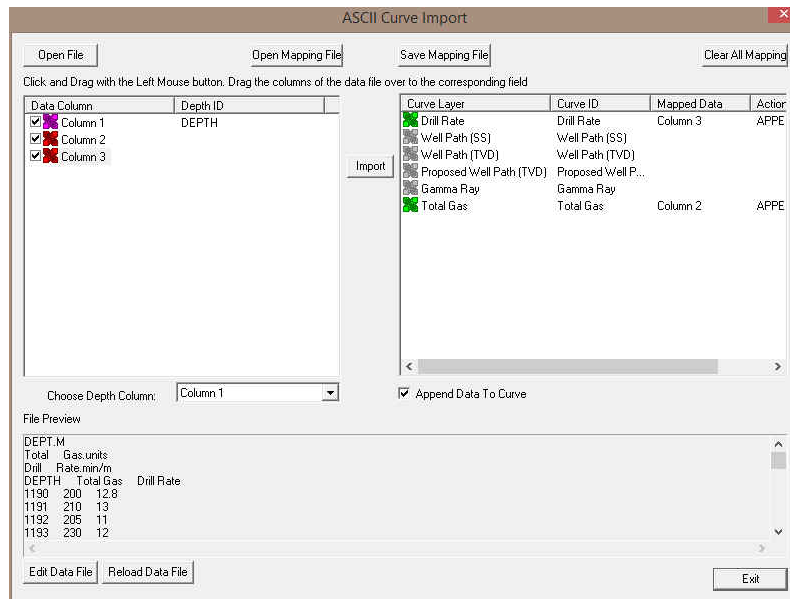 ASCII Curve Import
Open File Open Mapping File Save Mapping File Clear All Mapping
Click and Drag with the Left Mouse button. Drag the columns of the data file over to the corresponding field
Data Column Depth ID
Column 1 DEPTH
Column 2
Column 3
Import
Curve Layer Curve ID Mapped Data Action
Drill Rate Drill Rate Column 3 APPE
Well Path (SS) Well Path (SS)
Well Path (TVD) Well Path (TVD)
Proposed Well Path (TVD) Proposed Well P...
Gamma Ray Gamma Ray
Total Gas Total Gas Column 2 APPE
Choose Depth Column: Column 1
Append Data To Curve
File Preview
DEPT.M
Total Gas.units
Drill Rate.min/m
DEPTH Total Gas Drill Rate
1190 200 12.8
1191 210 13
1192 205 11
1193 230 12
Edit Data File Reload Data File Exit